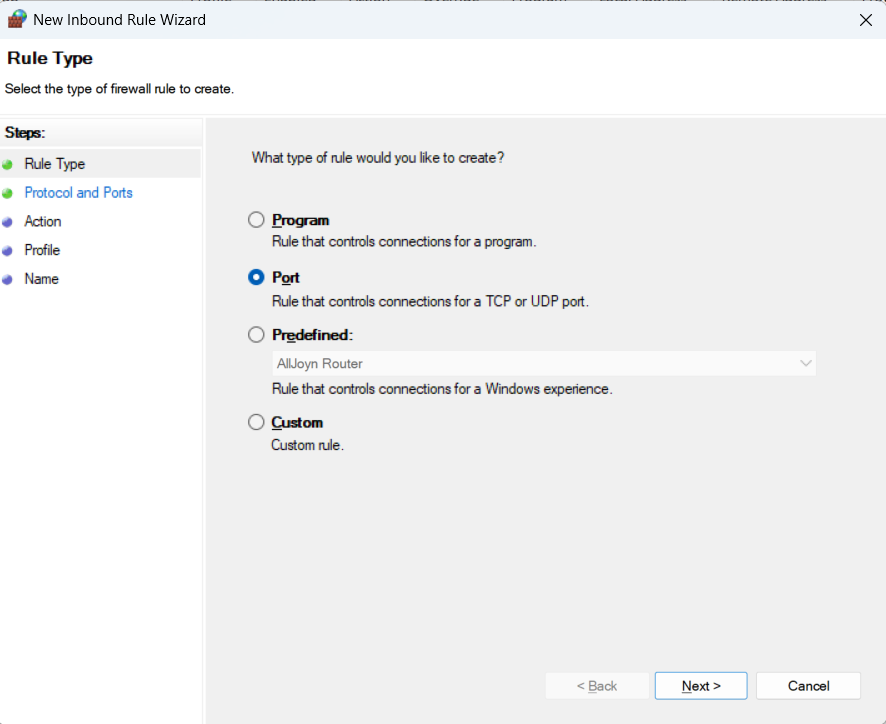 New Inbound Rule Wizard
Rule Type
Select the type of firewall rule to create.
Steps:
Rule Type
Protocol and Ports
Action
Profile
Name
What type of rule would you like to create?
Program
Rule that controls connections for a program.
Port
Rule that controls connections for a TCP or UDP port.
Predefined:
AllJoyn Router
Rule that controls connections for a Windows experience.
Custom
Custom rule.
< Back
Next >
Cancel